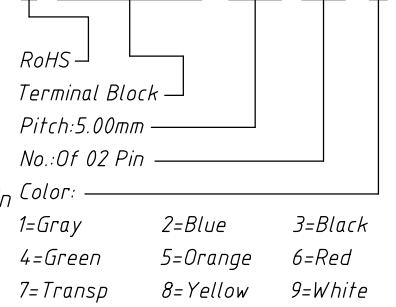 RoHS
Terminal Block
Pitch:5.00mm
No.:Of 02 Pin
Color:
1=Gray 2=Blue 3=Black
4=Green 5=Orange 6=Red
7=Transp 8=Yellow 9=White